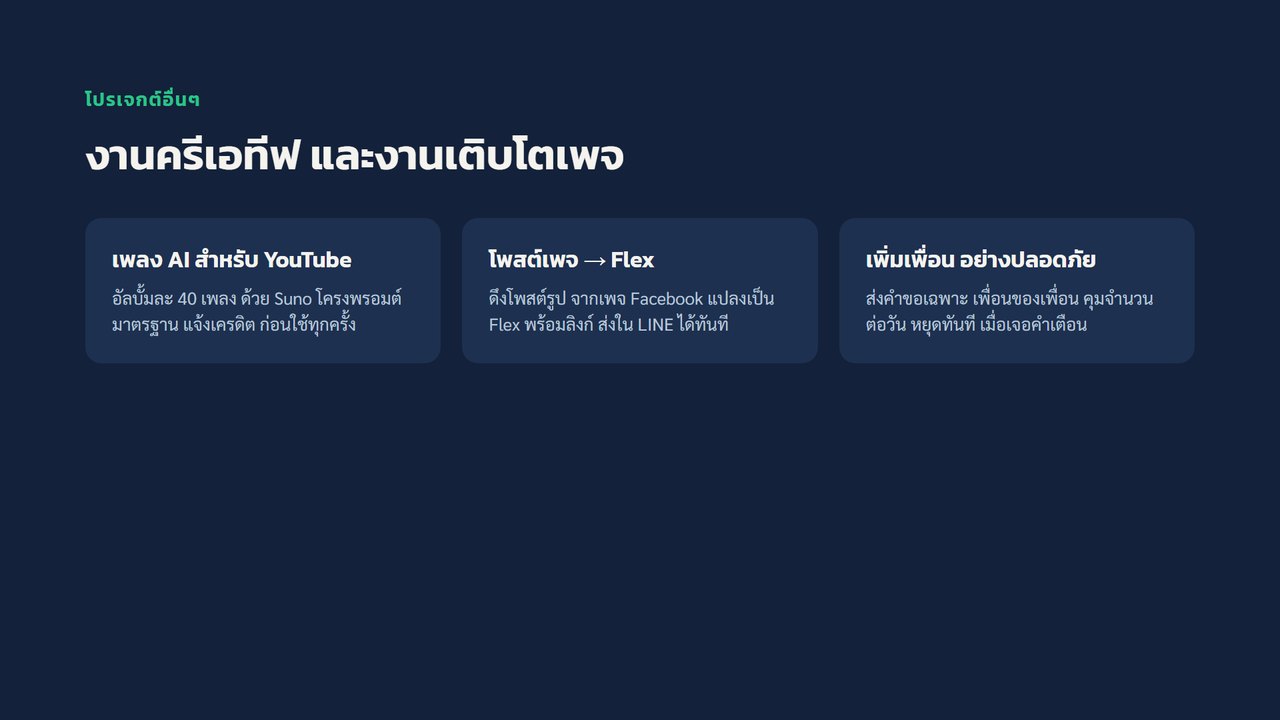 โปรเจกต์อื่นๆ
งานครีเอทีฟ และงานเติบโตเพจ
เพลง AI สำหรับ YouTube
อัลบั้มละ 40 เพลง ด้วย Suno โครงพรอมต์
มาตรฐาน แจ้งเครดิต ก่อนใช้ทุกครั้ง
โพสต์เพจ → Flex
ดึงโพสต์รูป จากเพจ Facebook แปลงเป็น
Flex พร้อมลิงก์ ส่งใน LINE ได้ทันที
เพิ่มเพื่อน อย่างปลอดภัย
ส่งคำขอเฉพาะ เพื่อนของเพื่อน คุมจำนวน
ต่อวัน หยุดทันที เมื่อเจอคำเตือน